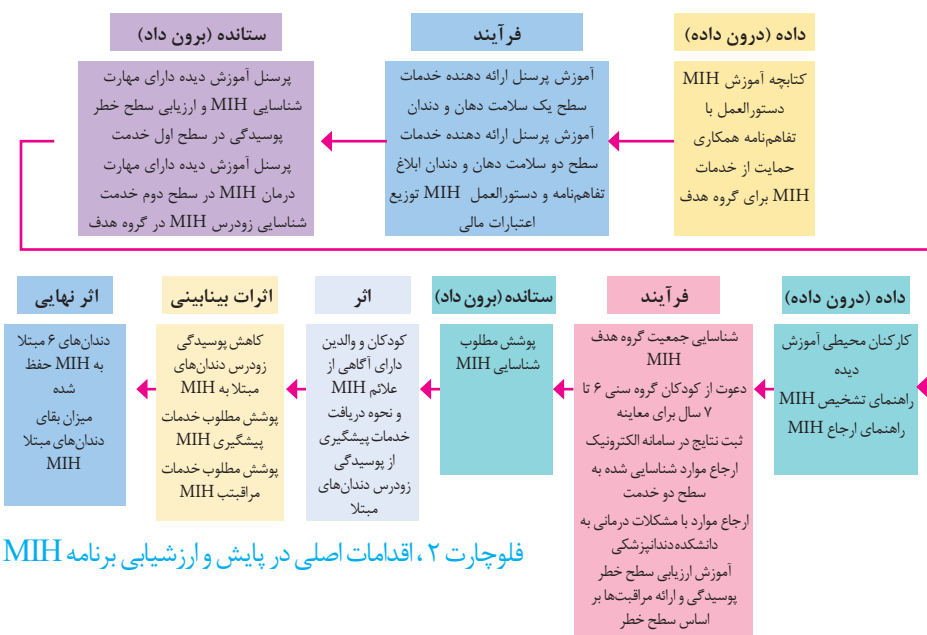 داده (درون داده)
کتابچه آموزش MIH
دستورالعمل با
تفاهم‌نامه همکاری
حمایت از خدمات
MIH برای گروه هدف
فرآیند
آموزش پرسنل ارائه دهنده خدمات
سطح یک سلامت دهان و دندان
آموزش پرسنل ارائه دهنده خدمات
سطح دو سلامت دهان و دندان ابلاغ
تفاهم‌نامه و دستورالعمل MIH توزیع
اعتبارات مالی
ستانده (برون داد)
پرسنل آموزش دیده دارای مهارت
شناسایی MIH و ارزیابی سطح خطر
پوسیدگی در سطح اول خدمت
پرسنل آموزش دیده دارای مهارت
درمان MIH در سطح دوم خدمت
شناسایی زودرس MIH در گروه هدف
داده (درون داده)
کارکنان محیطی آموزش
دیده
راهنمای تشخیص MIH
راهنمای ارجاع MIH
فرآیند
شناسایی جمعیت گروه هدف
MIH
دعوت از کودکان گروه سنی ۶ تا
۷ سال برای معاینه
ثبت نتایج در سامانه الکترونیک
ارجاع موارد شناسایی شده به
سطح دو خدمت
ارجاع موارد با مشکلات درمانی به
دانشکده‌دندانپزشکی
آموزش ارزیابی سطح خطر
پوسیدگی و ارائه مراقبت‌ها بر
اساس سطح خطر
ستانده (برون داد)
پوشش مطلوب
شناسایی MIH
اثر
کودکان و والدین
دارای آگاهی از
علائم MIH
و نحوه دریافت
خدمات پیشگیری
از پوسیدگی
زودرس دندان‌های
مبتلا
اثرات بینابینی
کاهش پوسیدگی
زودرس دندان‌های
مبتلا به MIH
پوشش مطلوب خدمات
پیشگیری MIH
پوشش مطلوب خدمات
مراقبتب MIH
اثر نهایی
دندان‌های ۶ مبتلا
به MIH حفظ
شده
میزان بقای
دندان‌های مبتلا
MIH
فلوچارت ۲ ، اقدامات اصلی در پایش و ارزشیابی برنامه MIH